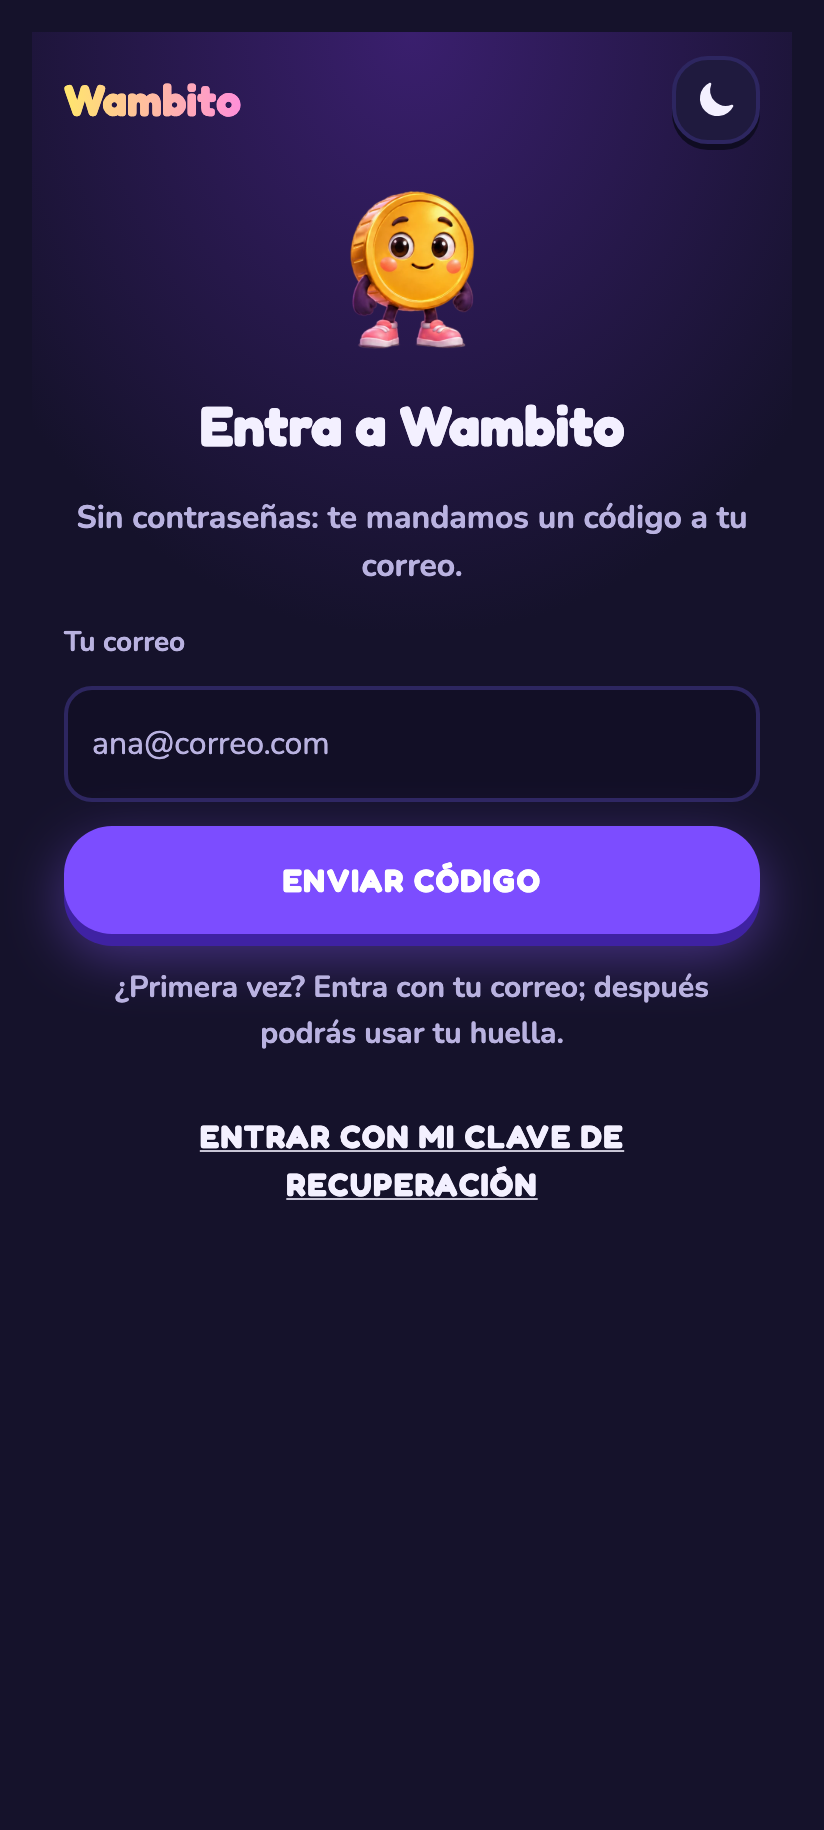 Wambito
Entra a Wambito
Sin contraseñas: te mandamos un código a tu
correo.
Tu correo
ana@correo.com
ENVIAR CÓDIGO
¿Primera vez? Entra con tu correo; después
podrás usar tu huella.
ENTRAR CON MI CLAVE DE
RECUPERACIÓN